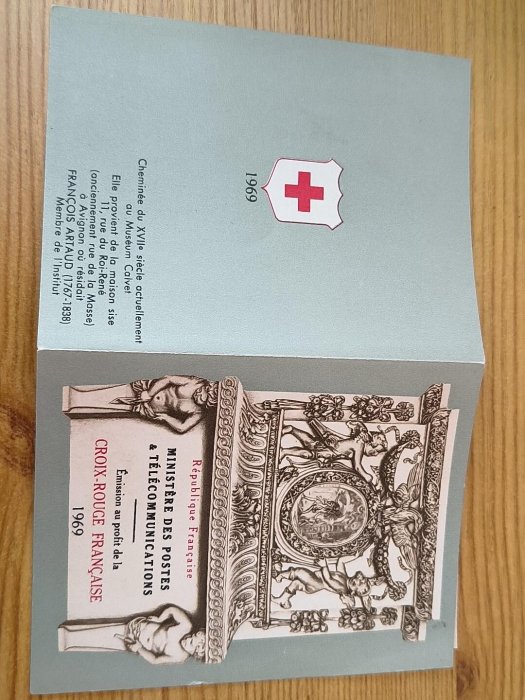 1969
Cheminée du XVIIe siècle actuellement
au Muséum Calvet
Elle provient de la maison sise
11, rue du Roi-René
(anciennement rue de la Masse)
à Avignon où résidait
FRANÇOIS ARTAUD (1767-1838)
Membre de l'Institut
République Française
MINISTÈRE DES POSTES
& TÉLÉCOMMUNICATIONS
Émission au profit de la
CROIX-ROUGE FRANÇAISE
1969